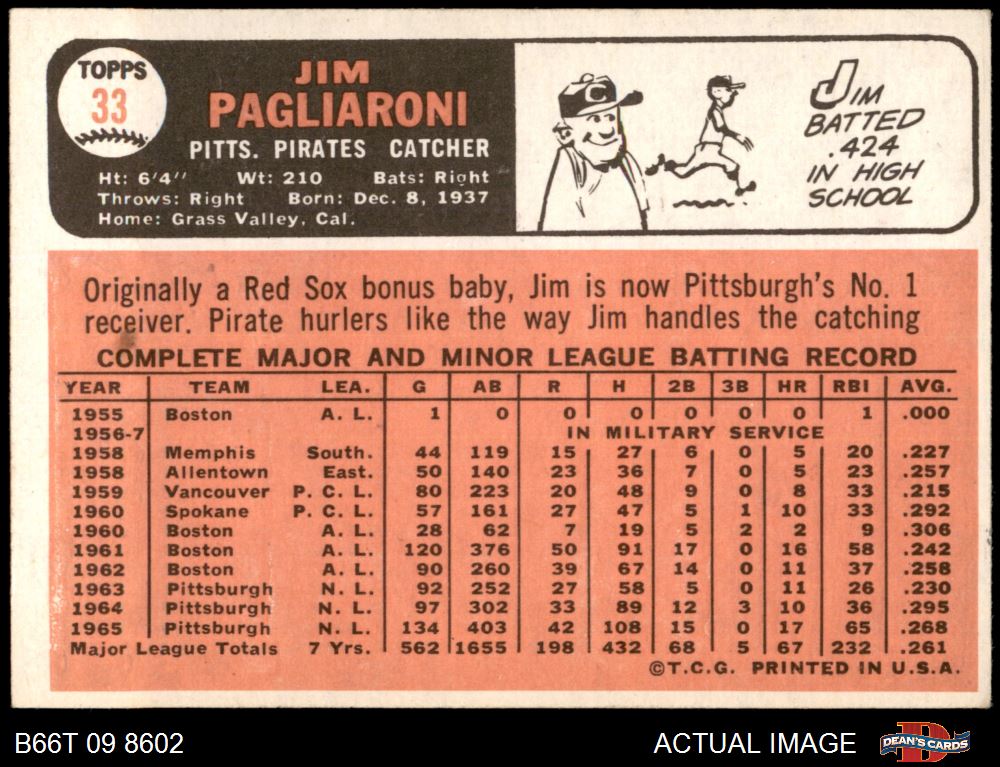 TOPPS
33
JIM
PAGLIARONI
PITTS. PIRATES CATCHER
Ht: 6'4" Wt: 210 Bats: Right
Throws: Right Born: Dec. 8, 1937
Home: Grass Valley, Cal.
C
JIM
BATTED
.424
IN HIGH
SCHOOL
Originally a Red Sox bonus baby, Jim is now Pittsburgh's No. 1
receiver. Pirate hurlers like the way Jim handles the catching
COMPLETE MAJOR AND MINOR LEAGUE BATTING RECORD
YEAR TEAM LEA. G AB R H 2B 3B HR RBI AVG.
1955 Boston A. L. 1 0 0 0 0 0 0 1 .000
1956-7 IN MILITARY SERVICE
1958 Memphis South. 44 119 15 27 6 0 5 20 .227
1958 Allentown East. 50 140 23 36 7 0 5 23 .257
1959 Vancouver P. C. L. 80 223 20 48 9 0 8 33 .215
1960 Spokane P. C. L. 57 161 27 47 5 1 10 33 .292
1960 Boston A. L. 28 62 7 19 5 2 2 9 .306
1961 Boston A. L. 120 376 50 91 17 0 16 58 .242
1962 Boston A. L. 90 260 39 67 14 0 11 37 .258
1963 Pittsburgh N. L. 92 252 27 58 5 0 11 26 .230
1964 Pittsburgh N. L. 97 302 33 89 12 3 10 36 .295
1965 Pittsburgh N. L. 134 403 42 108 15 0 17 65 .268
Major League Totals 7 Yrs. 562 1655 198 432 68 5 67 232 .261
©T.C.G. PRINTED IN U.S.A.
B66T 09 8602
ACTUAL IMAGE
D
DEAN'S CARDS